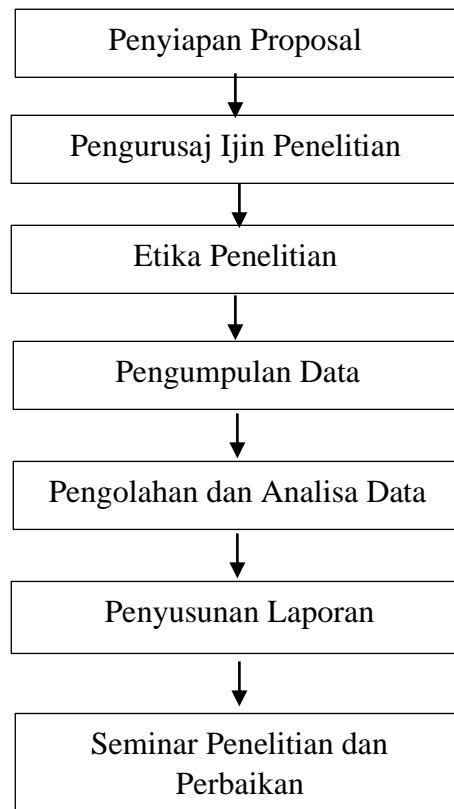 Penyiapan Proposal
Pengurusaj Ijin Penelitian
Etika Penelitian
Pengumpulan Data
Pengolahan dan Analisa Data
Penyusunan Laporan
Seminar Penelitian dan
Perbaikan